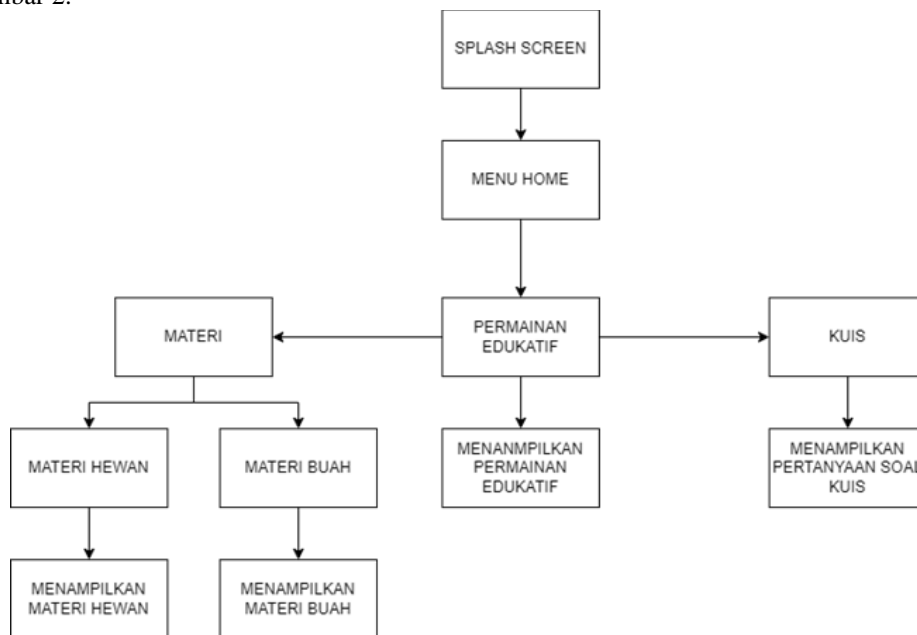 SPLASH SCREEN
MENU HOME
MATERI
PERMAINAN
EDUKATIF
KUIS
MATERI HEWAN
MATERI BUAH
MENANMPILKAN
PERMAINAN
EDUKATIF
MENAMPILKAN
PERTANYAAN SOAL
KUIS
MENAMPILKAN
MATERI HEWAN
MENAMPILKAN
MATERI BUAH